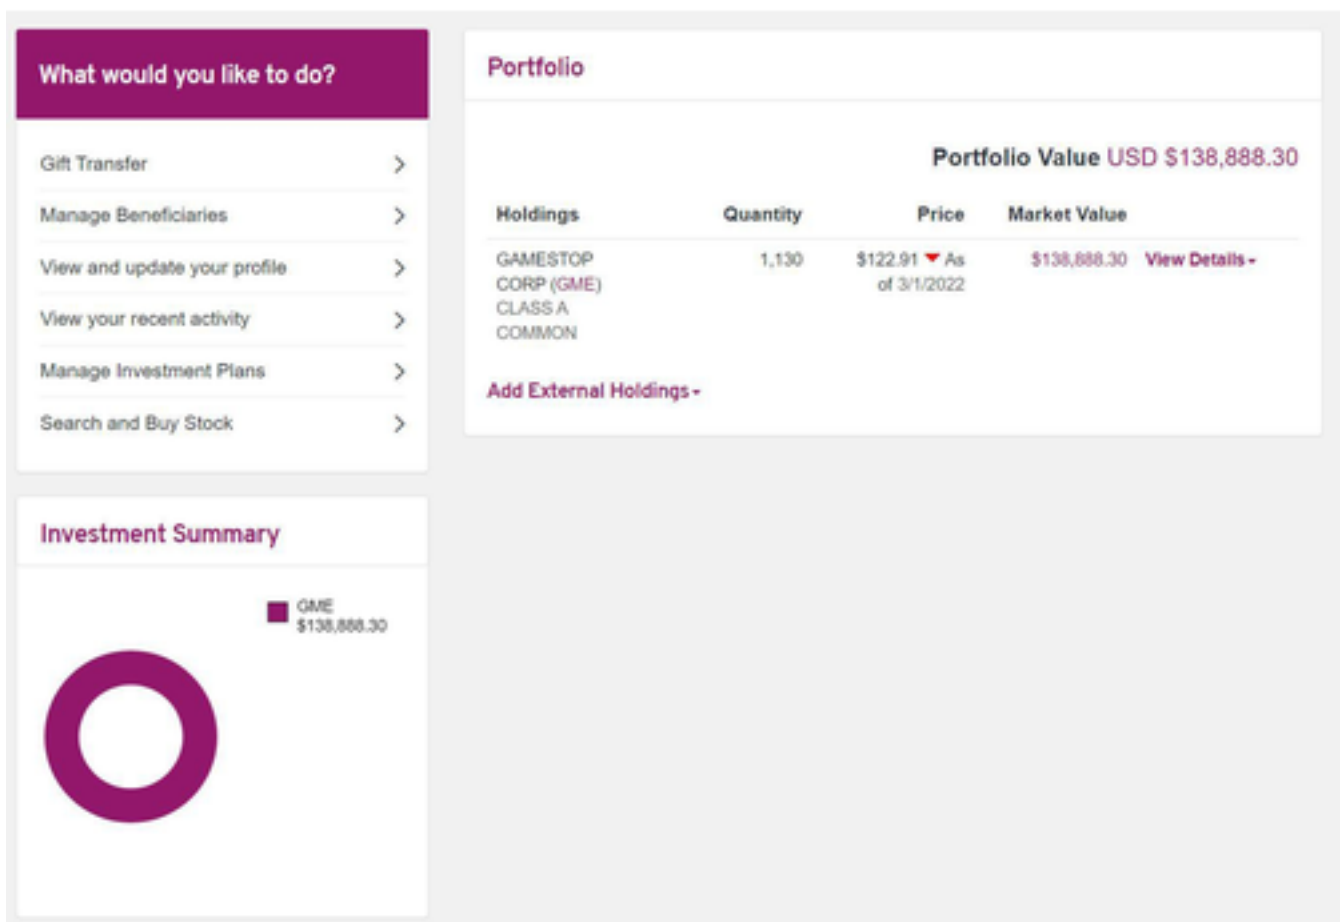 What would you like to do?
Gift Transfer
Manage Beneficiaries
View and update your profile
View your recent activity
Manage Investment Plans
Search and Buy Stock
Portfolio
Portfolio Value USD $138,888.30
Holdings Quantity Price Market Value
GAMESTOP 1,130 $122.91 As $138,888.30 View Details
CORP (GME) of 3/1/2022
CLASS A
COMMON
Add External Holdings
Investment Summary
GME
$138,888.30